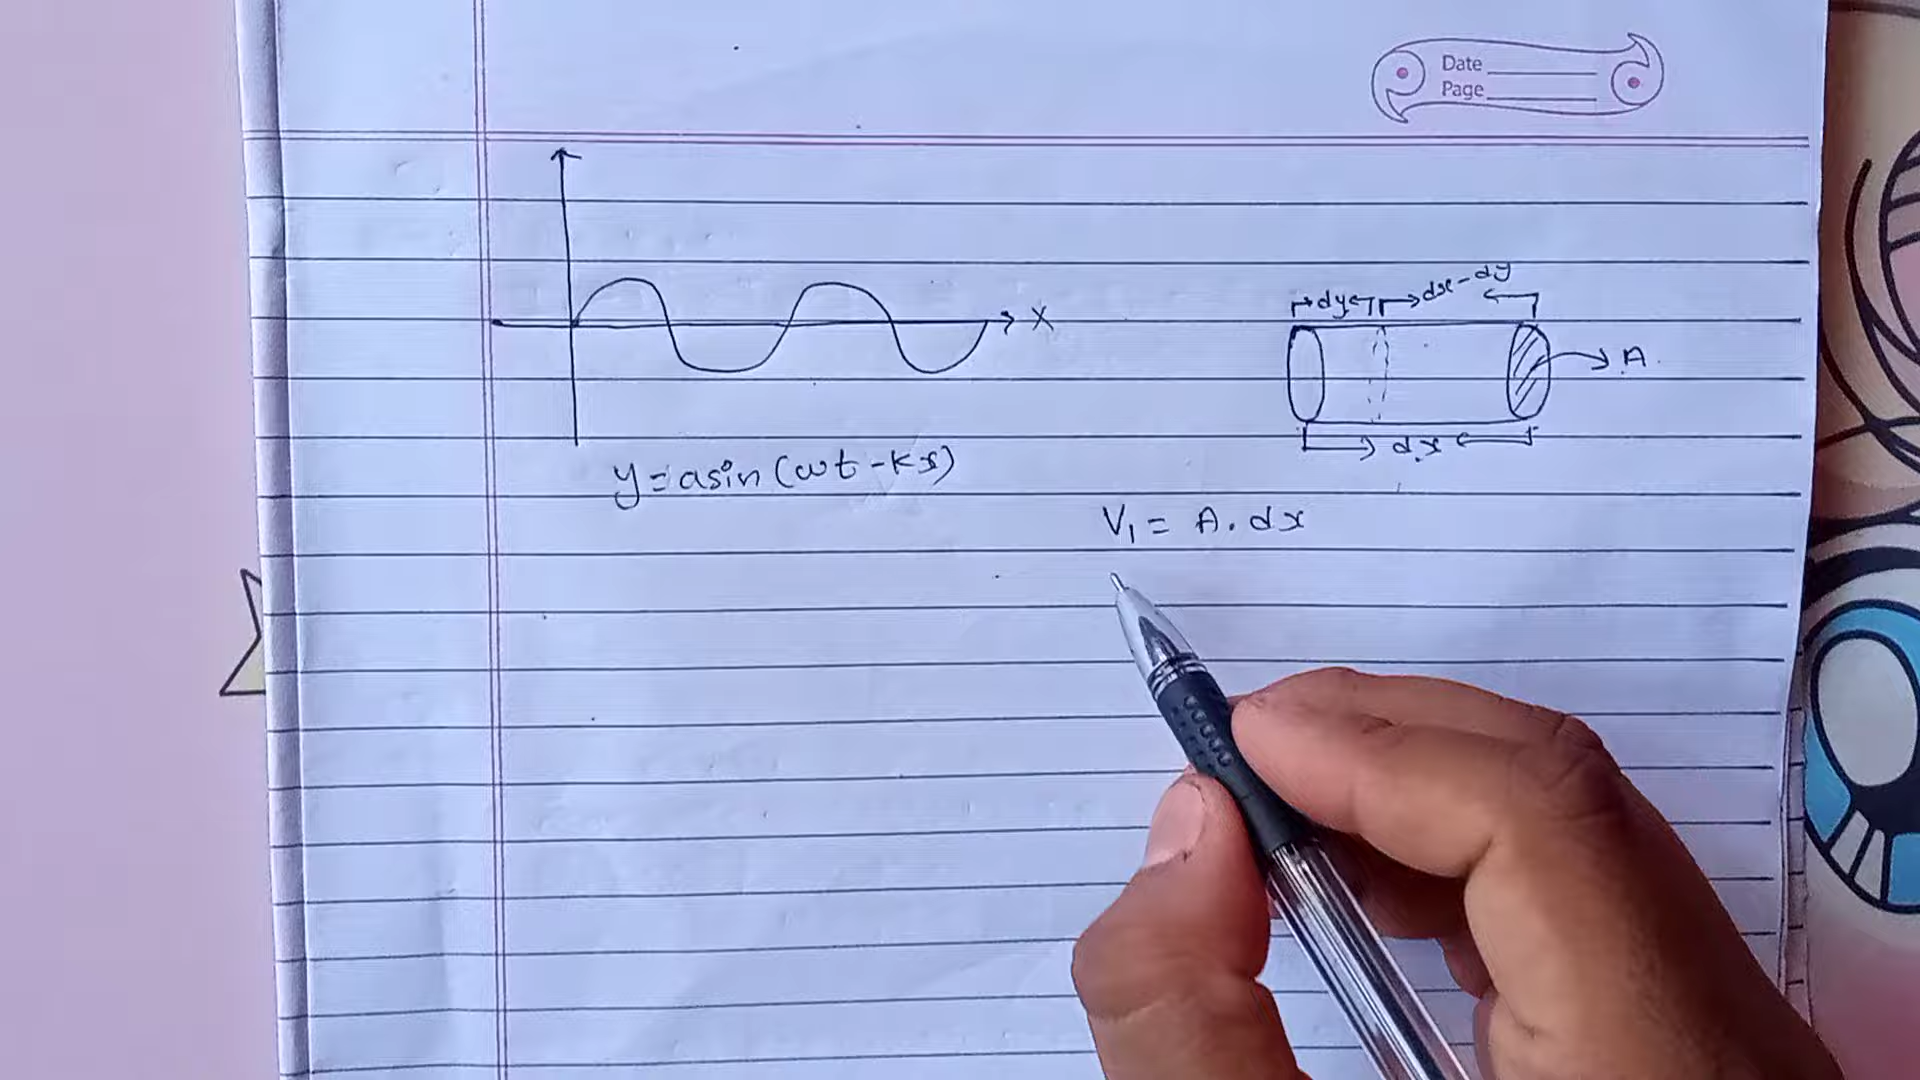 Date
Page
X
dy
dx-dy
A.
dx
y = asin(ωt-kx)
V₁ = A. dx